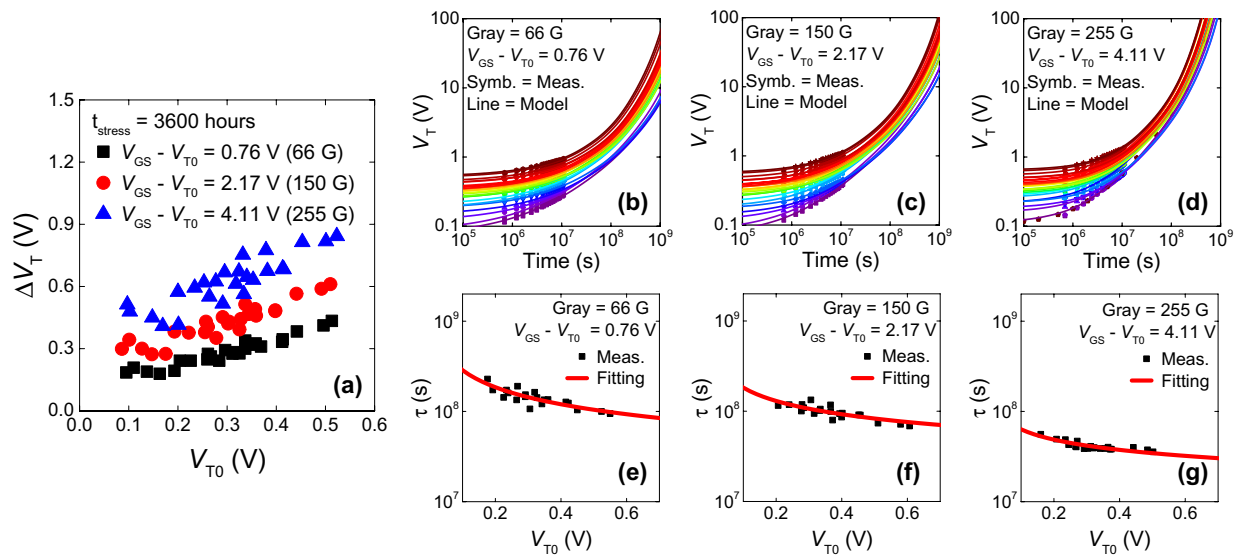 t_stress = 3600 hours
V_GS - V_T0 = 0.76 V (66 G)
V_GS - V_T0 = 2.17 V (150 G)
V_GS - V_T0 = 4.11 V (255 G)
(a)
1.5
1.2
0.9
0.6
0.3
0.0
ΔV_T (V)
0.0 0.1 0.2 0.3 0.4 0.5 0.6
V_T0 (V)
Gray = 66 G
V_GS - V_T0 = 0.76 V
Symb. = Meas.
Line = Model
(b)
100
10
1
0.1
V_T (V)
10^5 10^6 10^7 10^8 10^9
Time (s)
Gray = 150 G
V_GS - V_T0 = 2.17 V
Symb. = Meas.
Line = Model
(c)
100
10
1
0.1
V_T (V)
10^5 10^6 10^7 10^8 10^9
Time (s)
Gray = 255 G
V_GS - V_T0 = 4.11 V
Symb. = Meas.
Line = Model
(d)
100
10
1
0.1
V_T (V)
10^5 10^6 10^7 10^8 10^9
Time (s)
Gray = 66 G
V_GS - V_T0 = 0.76 V
Meas.
Fitting
(e)
10^9
10^8
10^7
τ (s)
0.2 0.4 0.6
V_T0 (V)
Gray = 150 G
V_GS - V_T0 = 2.17 V
Meas.
Fitting
(f)
10^9
10^8
10^7
τ (s)
0.2 0.4 0.6
V_T0 (V)
Gray = 255 G
V_GS - V_T0 = 4.11 V
Meas.
Fitting
(g)
10^9
10^8
10^7
τ (s)
0.2 0.4 0.6
V_T0 (V)